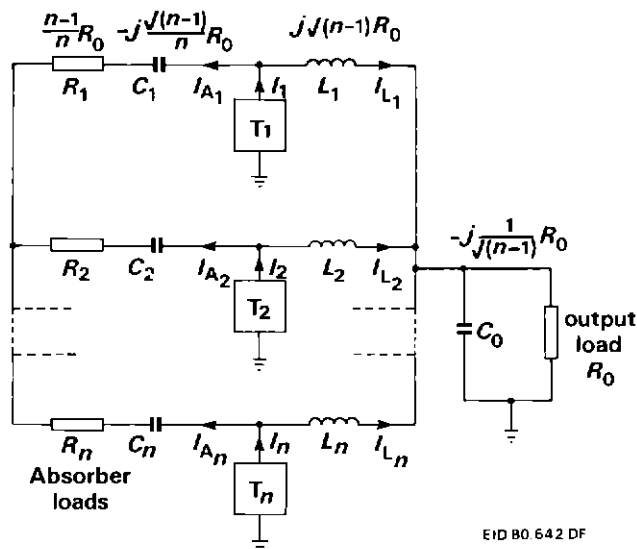 n-1/n R0 -j√(n-1)/n R0 j√(n-1)R0
R1 C1 IA1 I1 L1 IL1
T1
R2 C2 IA2 I2 L2 IL2
T2
-j 1/√(n-1) R0
C0
output
load
R0
Rn Cn IAn In Ln ILn
Absorber
loads
Tn
EID 80.642 DF